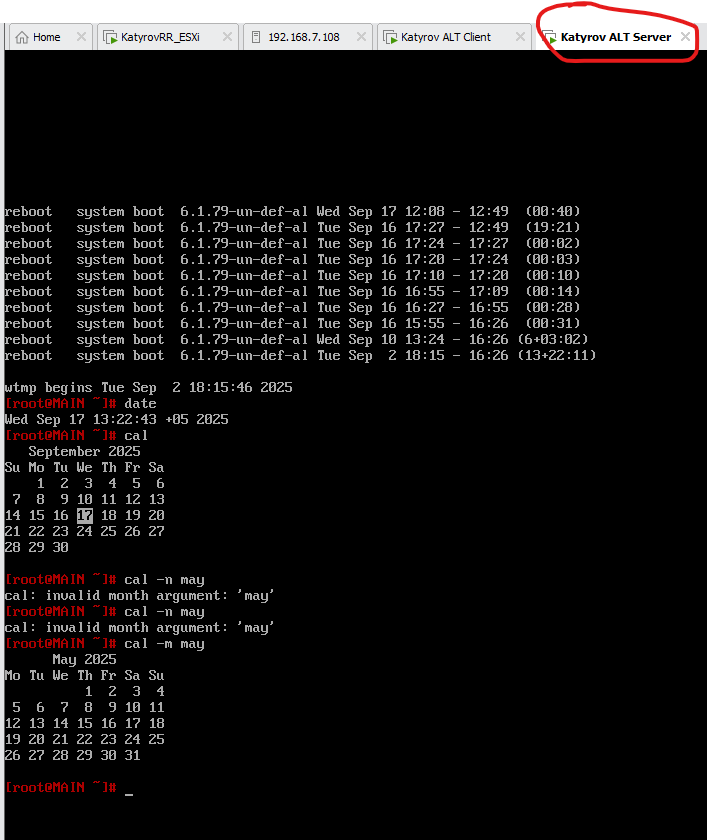 Home KatyrovRR_ESXi 192.168.7.108 Katyrov ALT Client Katyrov ALT Server
reboot   system boot  6.1.79-un-def-al Wed Sep 17 12:08 - 12:49  (00:40)
reboot   system boot  6.1.79-un-def-al Tue Sep 16 17:27 - 12:49  (19:21)
reboot   system boot  6.1.79-un-def-al Tue Sep 16 17:24 - 17:27  (00:02)
reboot   system boot  6.1.79-un-def-al Tue Sep 16 17:20 - 17:24  (00:03)
reboot   system boot  6.1.79-un-def-al Tue Sep 16 17:10 - 17:20  (00:10)
reboot   system boot  6.1.79-un-def-al Tue Sep 16 16:55 - 17:09  (00:14)
reboot   system boot  6.1.79-un-def-al Tue Sep 16 16:27 - 16:55  (00:28)
reboot   system boot  6.1.79-un-def-al Tue Sep 16 15:55 - 16:26  (00:31)
reboot   system boot  6.1.79-un-def-al Wed Sep 10 13:24 - 16:26 (6+03:02)
reboot   system boot  6.1.79-un-def-al Tue Sep  2 18:15 - 16:26 (13+22:11)
wtmp begins Tue Sep  2 18:15:46 2025
[root@MAIN ~]# date
Wed Sep 17 13:22:43 +05 2025
[root@MAIN ~]# cal
   September 2025
Su Mo Tu We Th Fr Sa
    1  2  3  4  5  6
 7  8  9 10 11 12 13
14 15 16 17 18 19 20
21 22 23 24 25 26 27
28 29 30
[root@MAIN ~]# cal -n may
cal: invalid month argument: 'may'
[root@MAIN ~]# cal -n may
cal: invalid month argument: 'may'
[root@MAIN ~]# cal -m may
      May 2025
Mo Tu We Th Fr Sa Su
          1  2  3  4
 5  6  7  8  9 10 11
12 13 14 15 16 17 18
19 20 21 22 23 24 25
26 27 28 29 30 31
[root@MAIN ~]# _